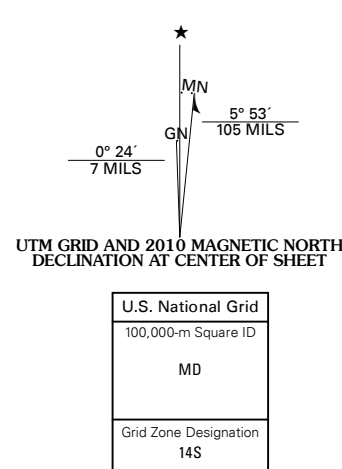 ★
MN
GN
5° 53´
105 MILS
0° 24´
7 MILS
UTM GRID AND 2010 MAGNETIC NORTH
DECLINATION AT CENTER OF SHEET
U.S. National Grid
100,000-m Square ID
MD
Grid Zone Designation
14S